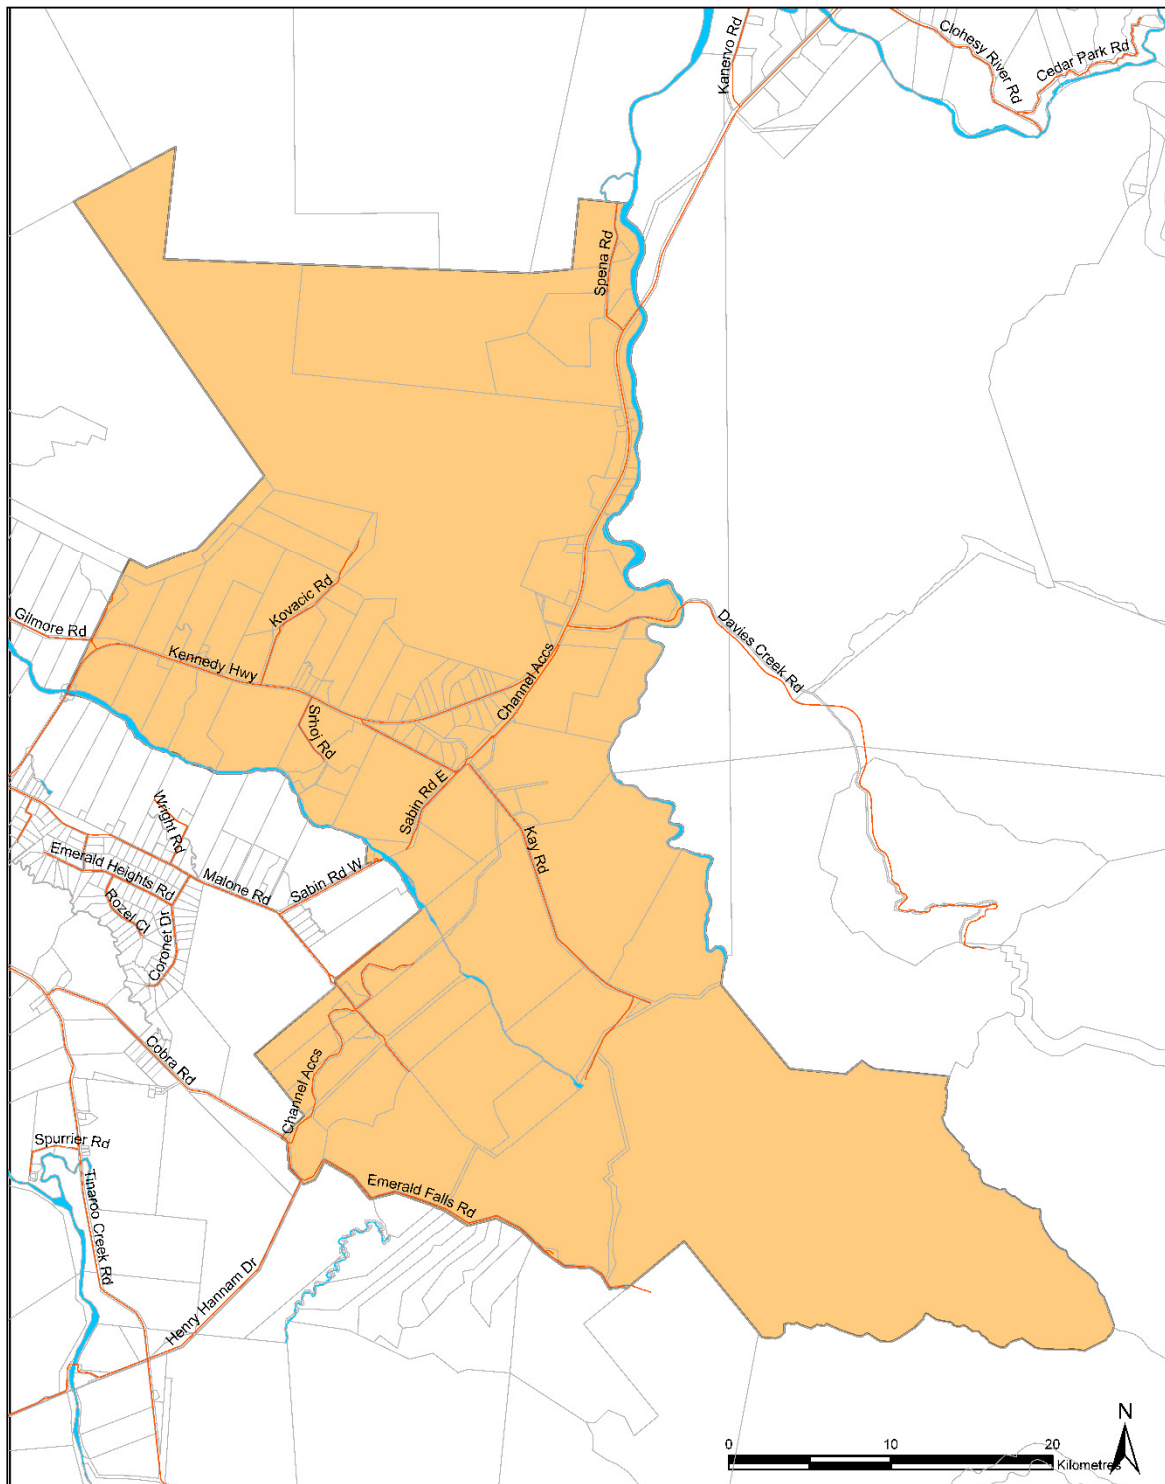 Kanervo Rd
Clohesy River Rd
Cedar Park Rd
Spena Rd
Kovacic Rd
Gilmore Rd
Kennedy Hwy
Davies Creek Rd
Channel Accs
Srhoj Rd
Sabin Rd E
Kay Rd
Wright Rd
Emerald Heights Rd
Malone Rd
Sabin Rd W
Rozel Cl
Coronet Dr
Cobra Rd
Channel Accs
Spurrier Rd
Tinaroo Creek Rd
Emerald Falls Rd
Henry Hannam Dr
N
0 10 20
Kilometres